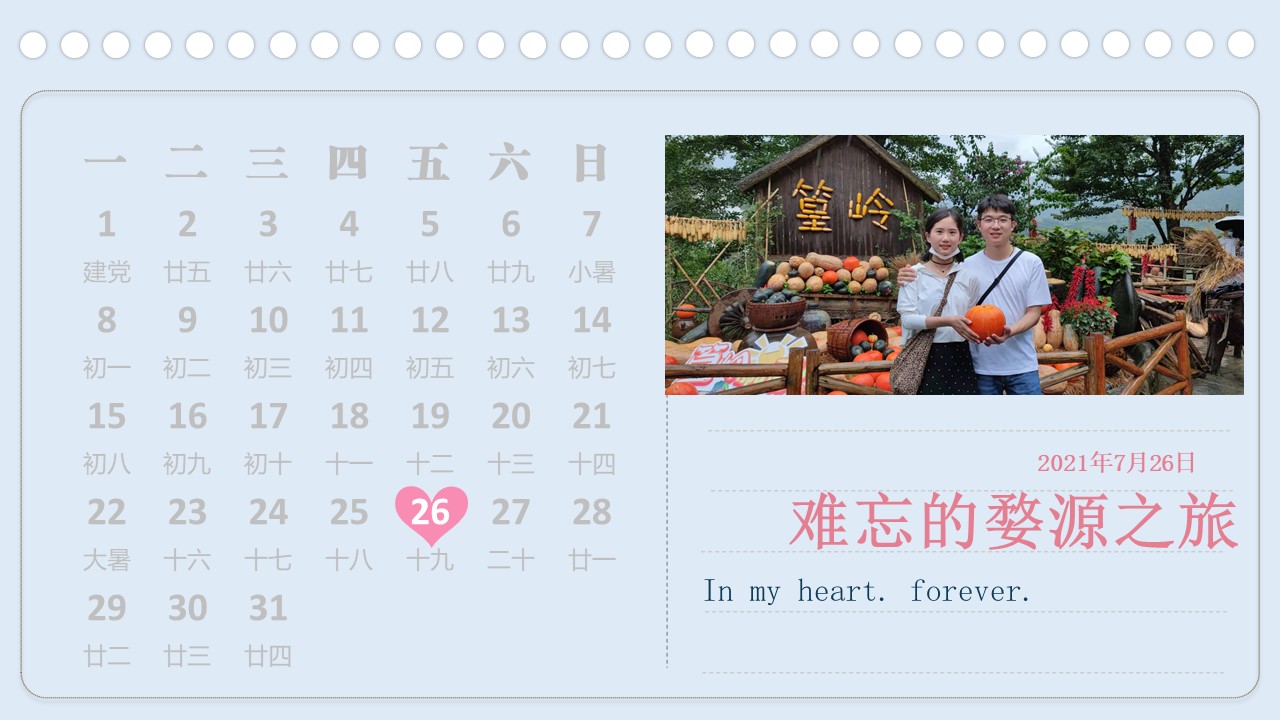 一 二 三 四 五 六 日
1 2 3 4 5 6 7
建党 廿五 廿六 廿七 廿八 廿九 小暑
8 9 10 11 12 13 14
初一 初二 初三 初四 初五 初六 初七
15 16 17 18 19 20 21
初八 初九 初十 十一 十二 十三 十四
22 23 24 25 26 27 28
大暑 十六 十七 十八 十九 二十 廿一
29 30 31
廿二 廿三 廿四
篁岭
2021年7月26日
难忘的婺源之旅
In my heart. forever.